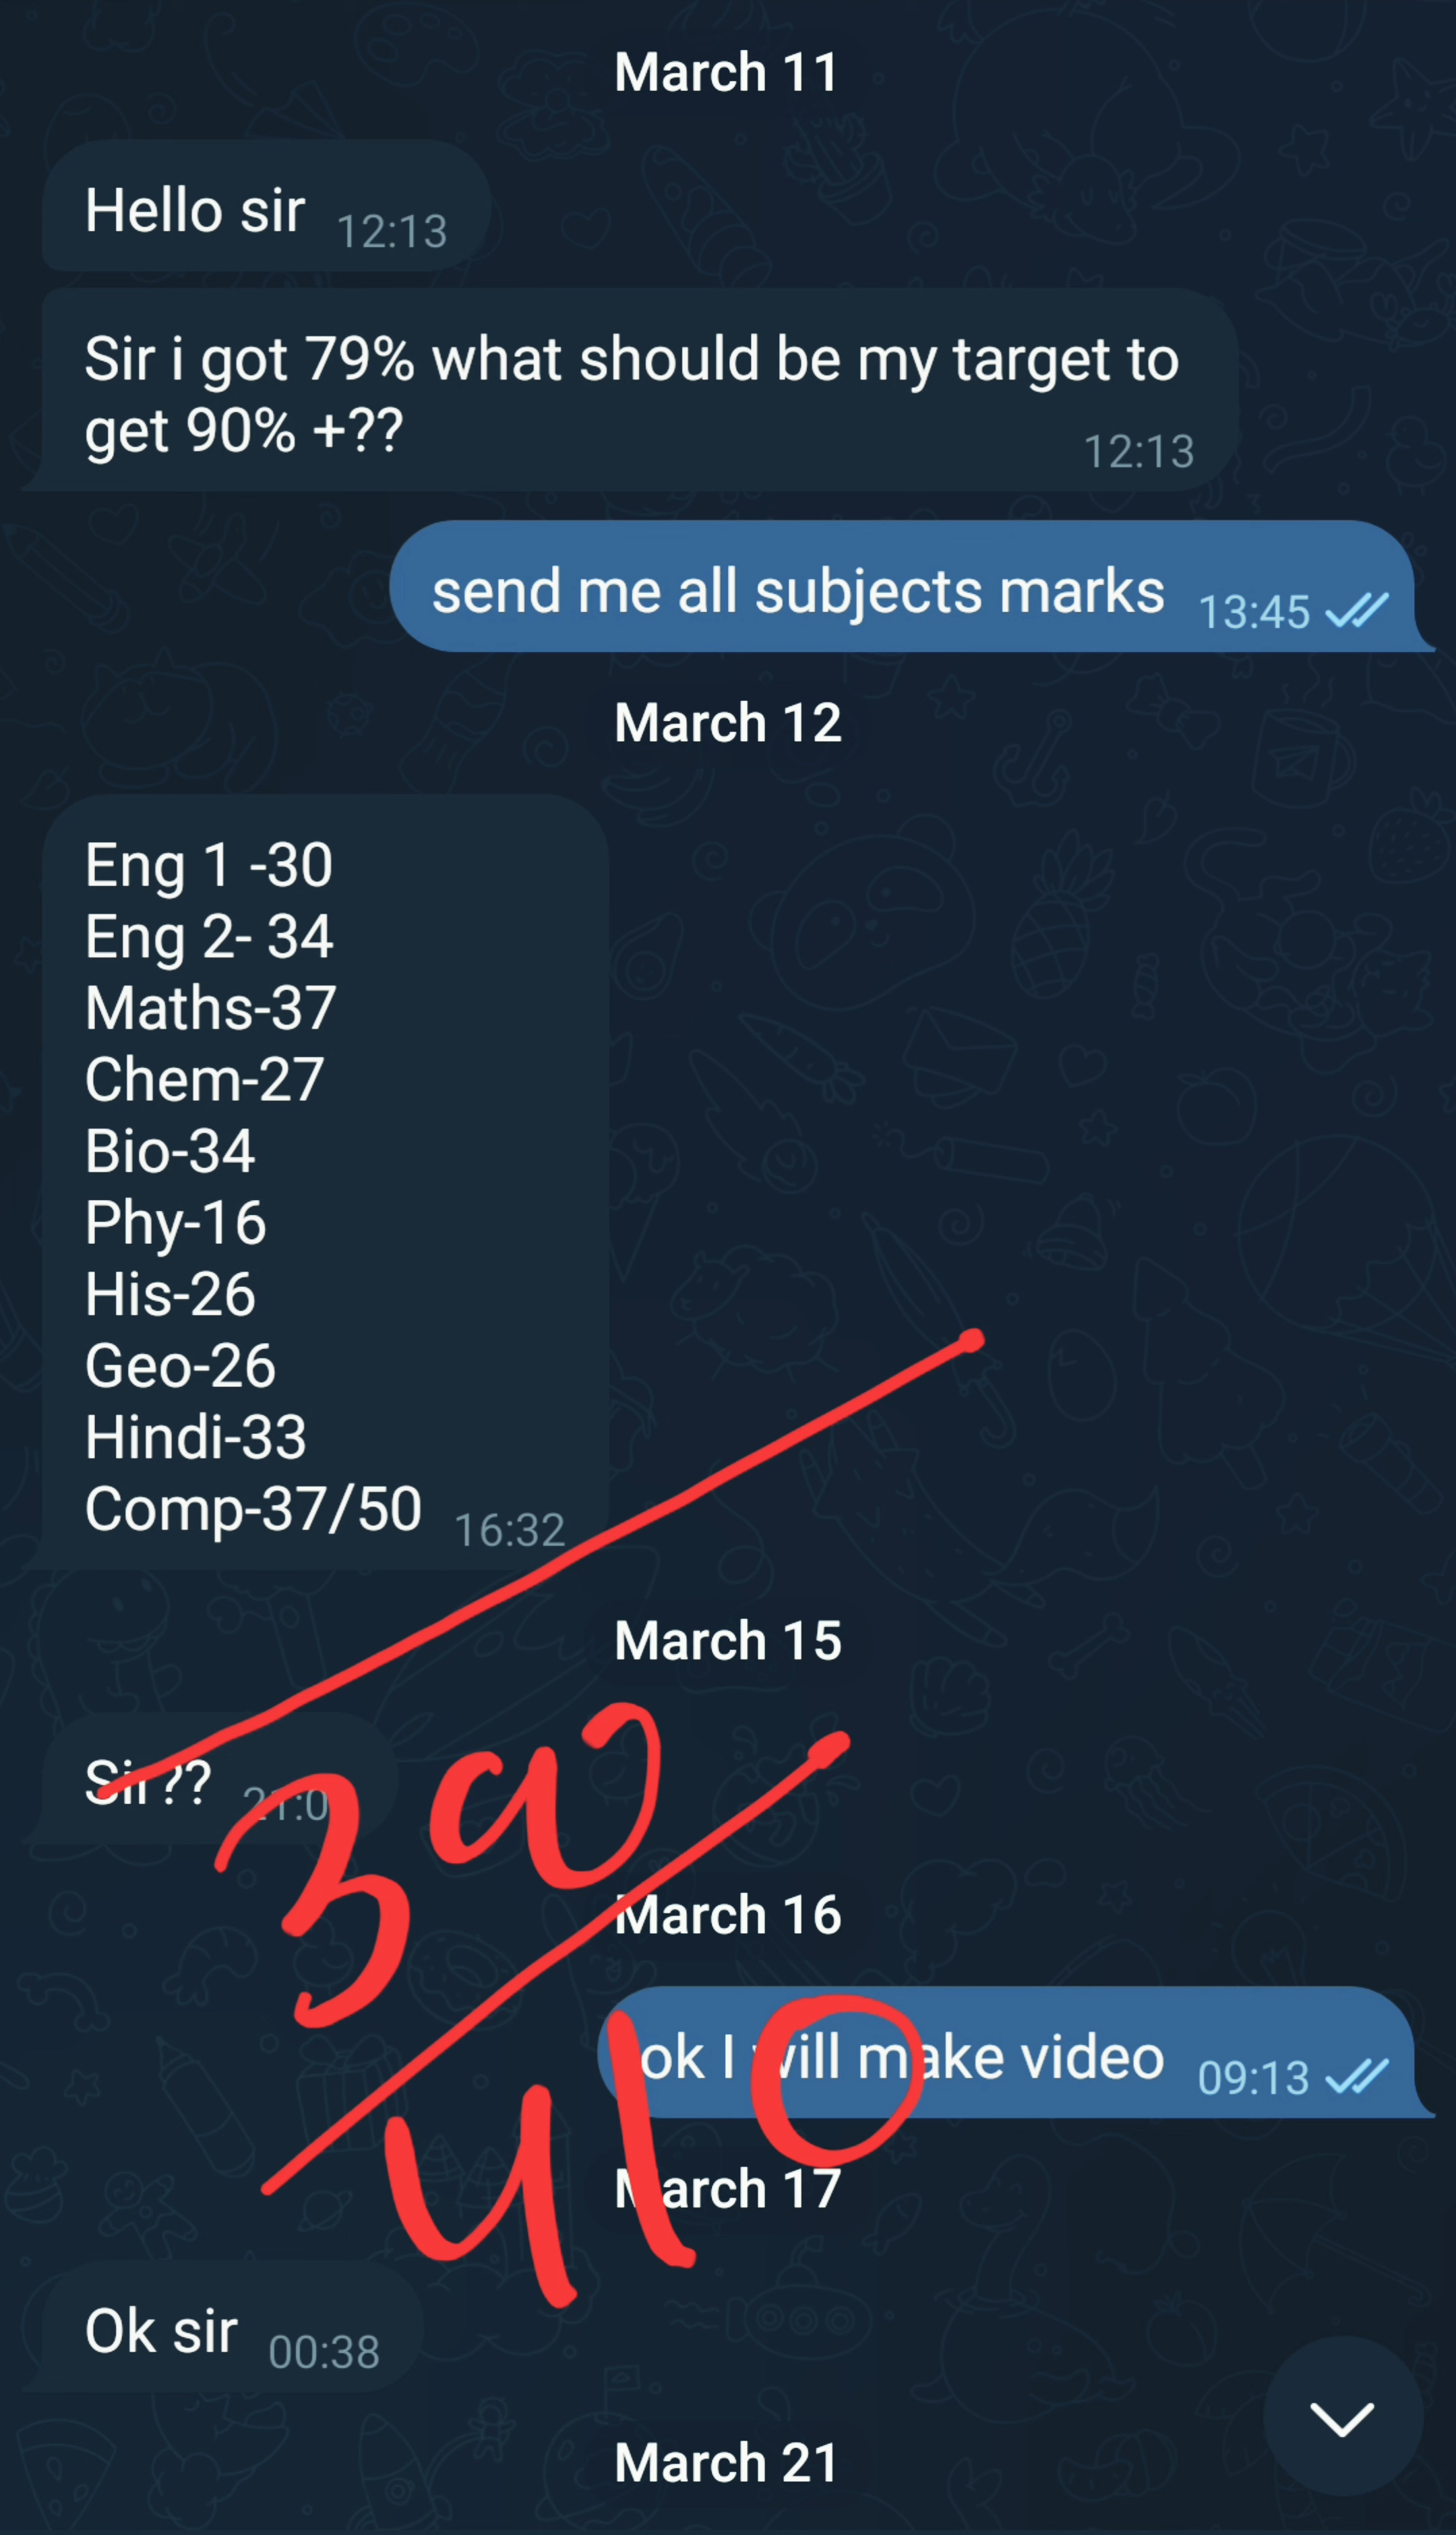 March 11
Hello sir 12:13
Sir i got 79% what should be my target to
get 90% +??
12:13
send me all subjects marks 13:45
March 12
Eng 1 -30
Eng 2- 34
Maths-37
Chem-27
Bio-34
Phy-16
His-26
Geo-26
Hindi-33
Comp-37/50 16:32
March 15
Sir??
March 16
ok I will make video 09:13
410
March 17
Ok sir 00:38
March 21